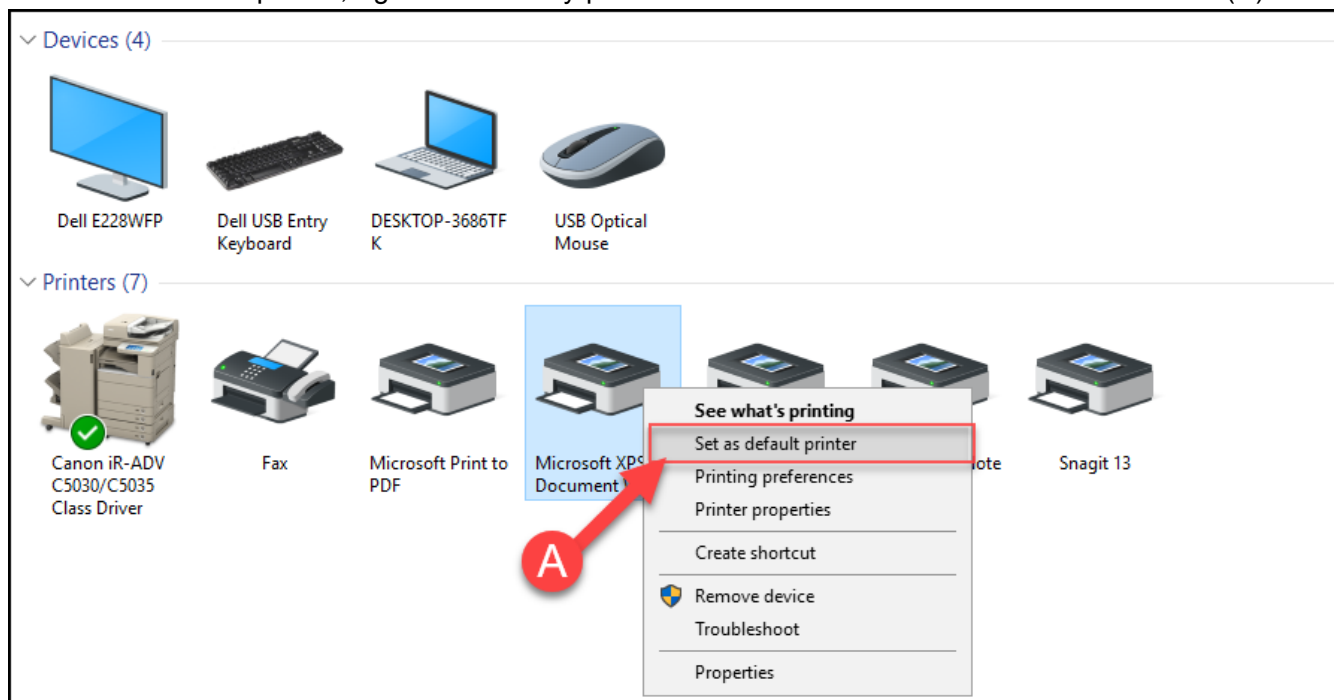 Devices (4)
Dell E228WFP
Dell USB Entry
Keyboard
DESKTOP-3686TF
K
USB Optical
Mouse
Printers (7)
Canon iR-ADV
C5030/C5035
Class Driver
Fax
Microsoft Print to
PDF
Microsoft XPS
Document
Snagit 13
See what's printing
Set as default printer
Printing preferences
Printer properties
Create shortcut
Remove device
Troubleshoot
Properties
A